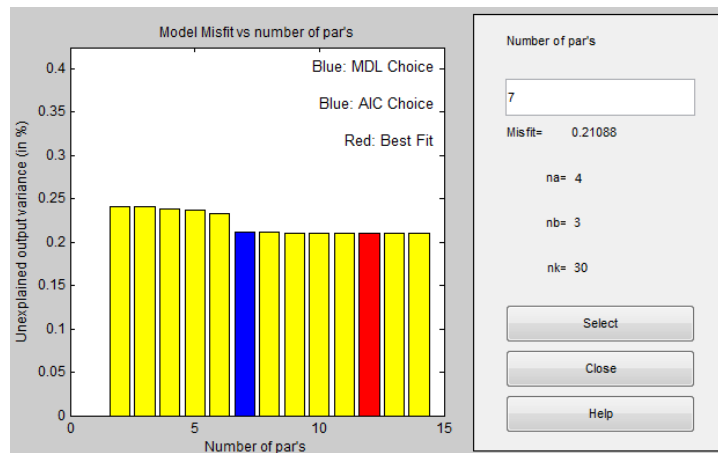 Model Misfit vs number of par's
Blue: MDL Choice
Blue: AIC Choice
Red: Best Fit
Unexplained output variance (in %)
0.4
0.35
0.3
0.25
0.2
0.15
0.1
0.05
0
0
5
10
15
Number of par's
Number of par's
7
Misfit= 0.21088
na= 4
nb= 3
nk= 30
Select
Close
Help